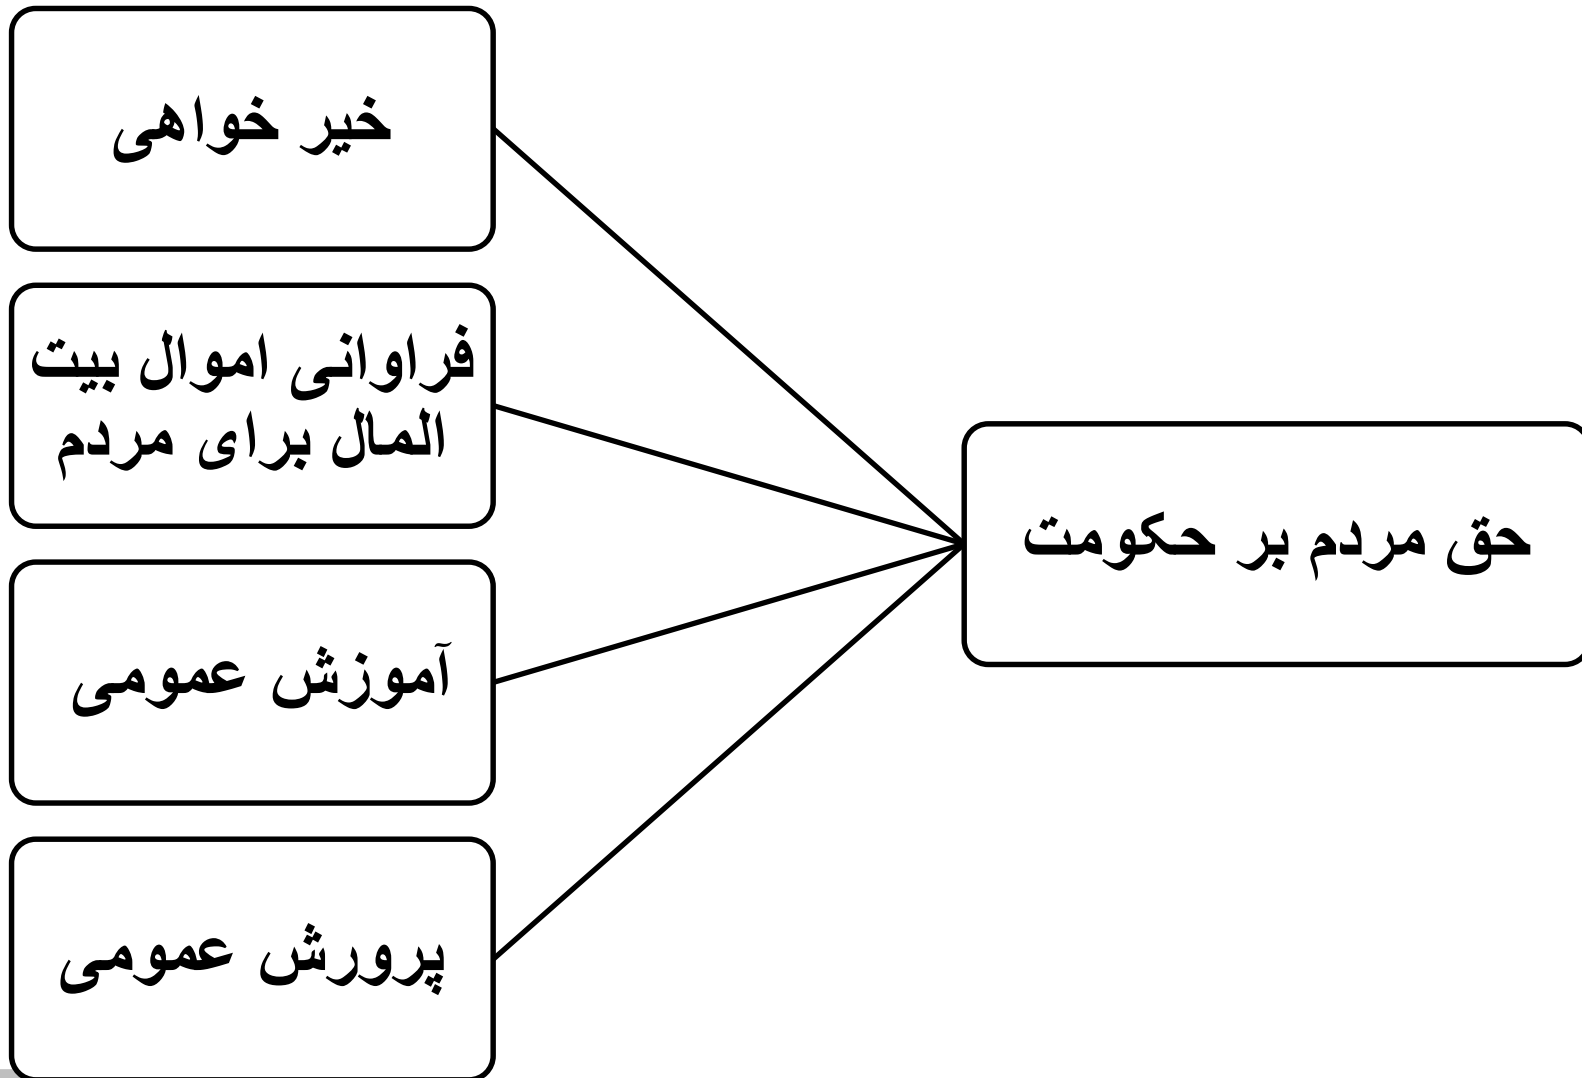 حق مردم بر حکومت
خیر خواهی
فراوانی اموال بیت
المال برای مردم
آموزش عمومی
پرورش عمومی